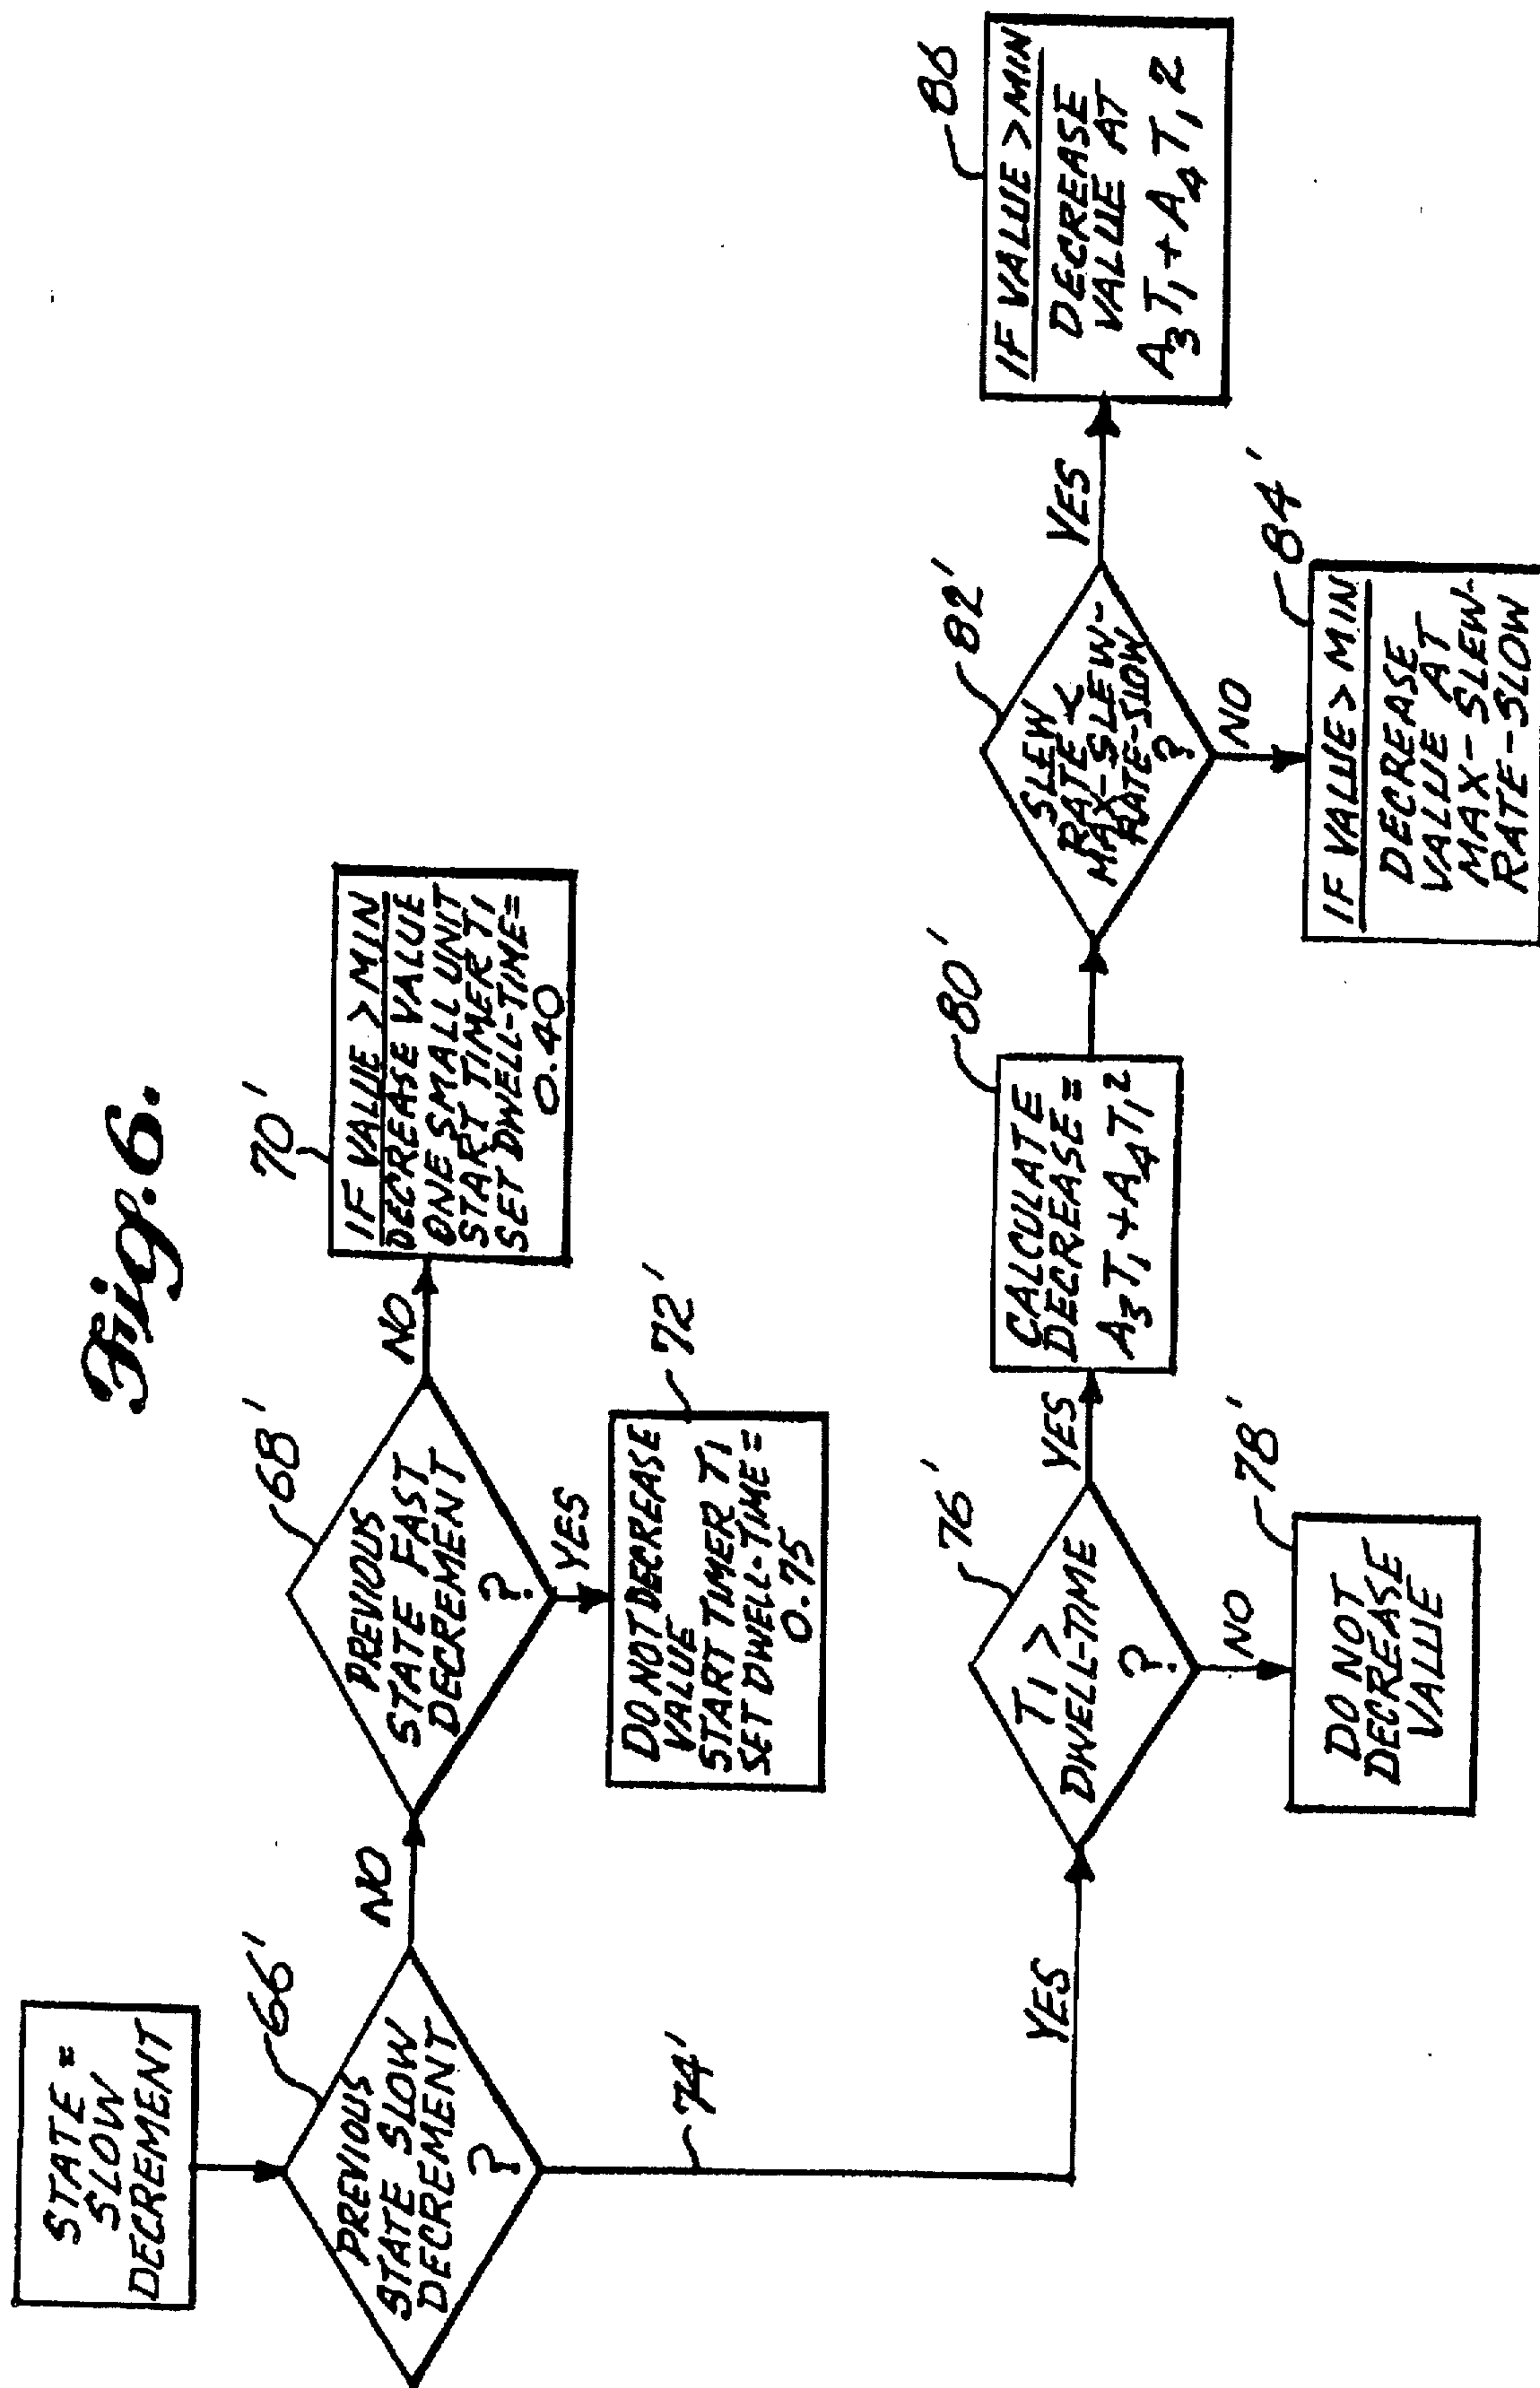 Fig. 6.
STATE =
SLOW
DECREMENT
66'
PREVIOUS
STATE SLOW
DECREMENT
?
NO
68'
PREVIOUS
STATE FAST
DECREMENT
?
NO
70'
IF VALUE > MIN
DECREASE VALUE
ONE SMALL UNIT
START TIMER T1
SET DWELL-TIME=
0.40
YES
72'
DO NOT DECREASE
VALUE
START TIMER T1
SET DWELL-TIME=
0.75
74'
YES
76'
T1 >
DWELL-TIME
?
NO
78'
DO NOT
DECREASE
VALUE
YES
80'
CALCULATE
DECREASE =
A3T1+A4T1²
82'
SLEW
RATE <
MAX-SLEW-
RATE-SLOW
?
NO
84'
IF VALUE > MIN
DECREASE
VALUE AT
MAX-SLEW-
RATE-SLOW
YES
86'
IF VALUE > MIN
DECREASE
VALUE AT
A3T1+A4T12